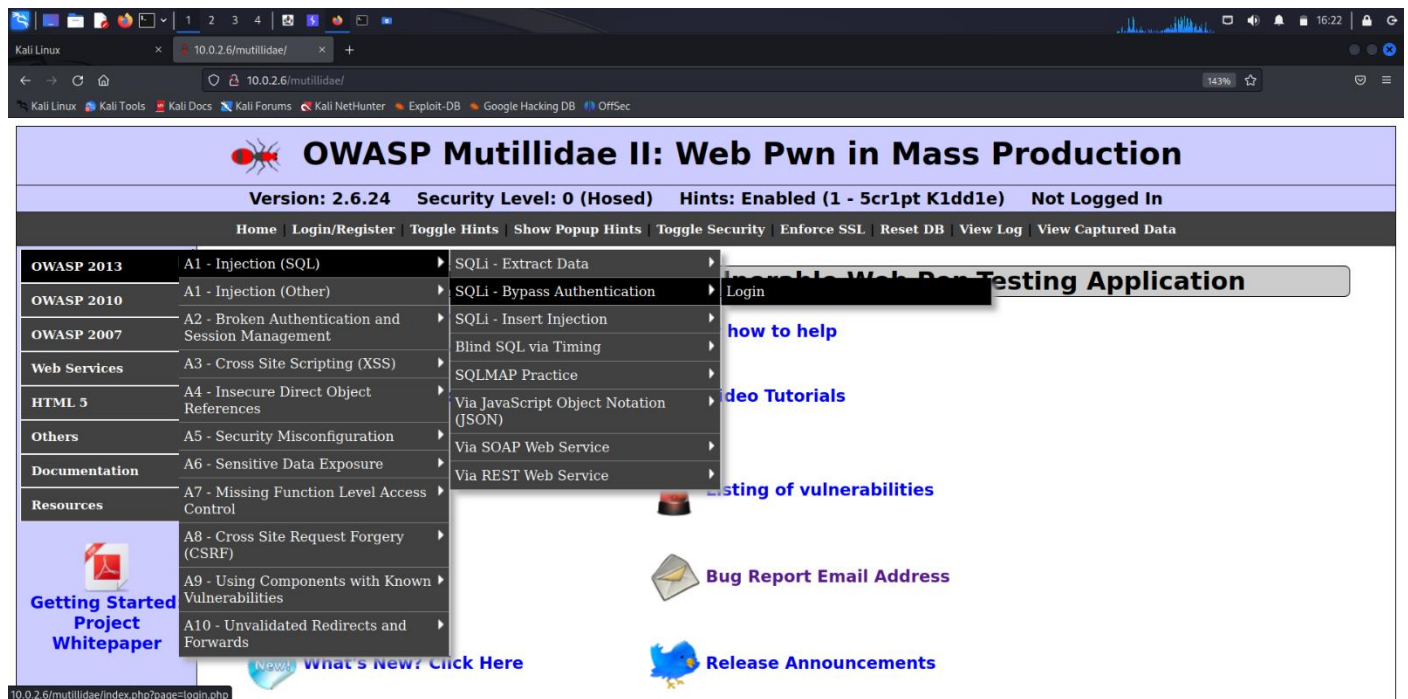 1 2 3 4
16:22
Kali Linux
10.0.2.6/mutillidae/
10.0.2.6/mutillidae/
143%
Kali Linux
Kali Tools
Kali Docs
Kali Forums
Kali NetHunter
Exploit-DB
Google Hacking DB
OffSec
OWASP Mutillidae II: Web Pwn in Mass Production
Version: 2.6.24 Security Level: 0 (Hosed) Hints: Enabled (1 - 5cr1pt K1dd1e) Not Logged In
Home | Login/Register | Toggle Hints | Show Popup Hints | Toggle Security | Enforce SSL | Reset DB | View Log | View Captured Data
OWASP 2013
OWASP 2010
OWASP 2007
Web Services
HTML 5
Others
Documentation
Resources
Getting Started:
Project
Whitepaper
A1 - Injection (SQL)
A1 - Injection (Other)
A2 - Broken Authentication and
Session Management
A3 - Cross Site Scripting (XSS)
A4 - Insecure Direct Object
References
A5 - Security Misconfiguration
A6 - Sensitive Data Exposure
A7 - Missing Function Level Access
Control
A8 - Cross Site Request Forgery
(CSRF)
A9 - Using Components with Known
Vulnerabilities
A10 - Unvalidated Redirects and
Forwards
SQLi - Extract Data
SQLi - Bypass Authentication
SQLi - Insert Injection
Blind SQL via Timing
SQLMAP Practice
Via JavaScript Object Notation
(JSON)
Via SOAP Web Service
Via REST Web Service
Login
Web Pen Testing Application
how to help
Video Tutorials
Listing of vulnerabilities
Bug Report Email Address
What's New? Click Here
Release Announcements
10.0.2.6/mutillidae/index.php?page=login.php